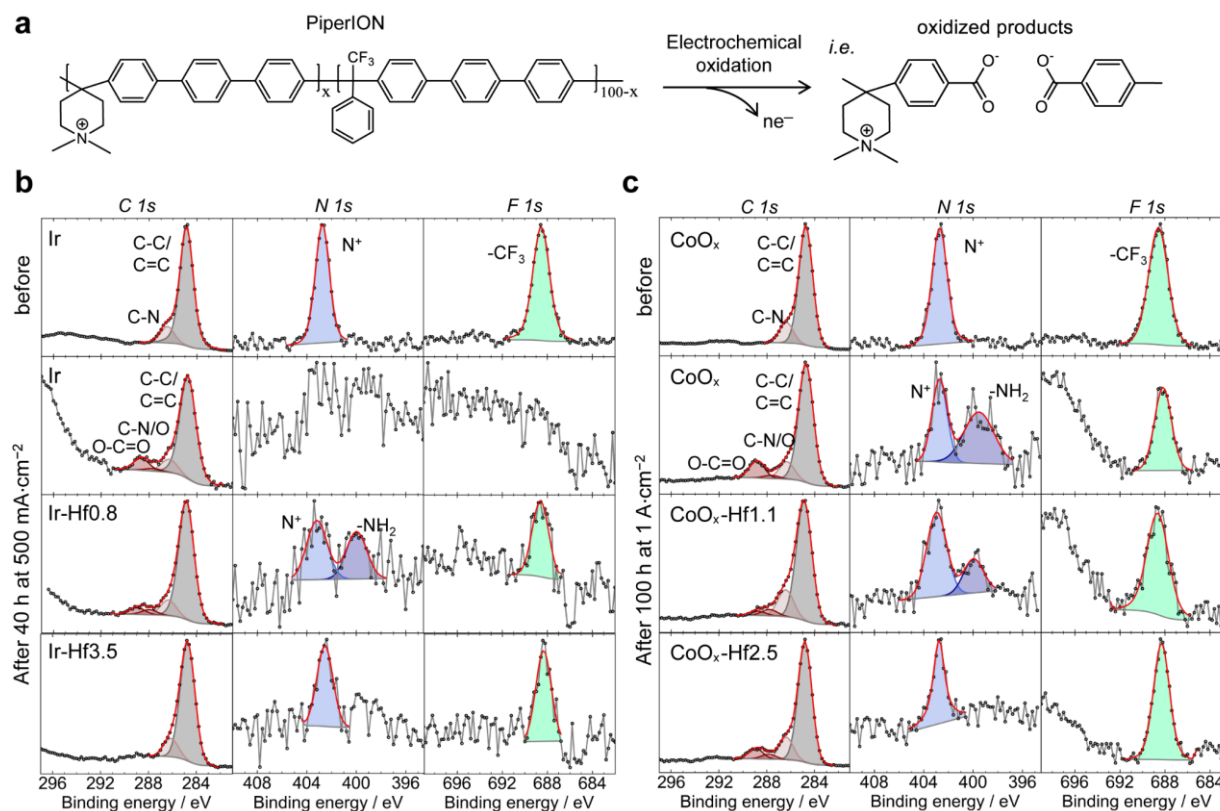 a
PiperION
oxidized products
Electrochemical
oxidation
i.e.
ne⁻
CF₃
x
100-x
N
⊕
O⁻
O
O⁻
O
N
⊕
b
C 1s
N 1s
F 1s
before
Ir
C-C/
C=C
C-N
N⁺
-CF₃
After 40 h at 500 mA·cm⁻²
Ir
C-C/
C=C
C-N/O
O-C=O
Ir-Hf0.8
N⁺
-NH₂
Ir-Hf3.5
296 292 288 284
408 404 400 396
696 692 688 684
Binding energy / eV
Binding energy / eV
Binding energy / eV
c
C 1s
N 1s
F 1s
before
CoOₓ
C-C/
C=C
C-N
N⁺
-CF₃
After 100 h at 1 A·cm⁻²
CoOₓ
C-C/
C=C
C-N/O
O-C=O
N⁺
-NH₂
CoOₓ-Hf1.1
CoOₓ-Hf2.5
296 292 288 284
408 404 400 396
696 692 688 684
Binding energy / eV
Binding energy / eV
Binding energy / eV